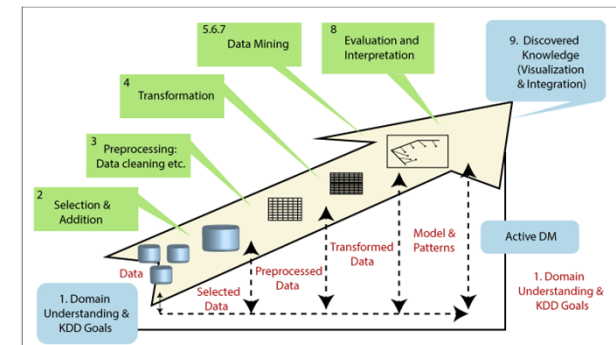 5.6.7
Data Mining
8
Evaluation and
Interpretation
9. Discovered
Knowledge
(Visualization
& Integration)
4
Transformation
3
Preprocessing:
Data cleaning etc.
2
Selection &
Addition
Data
Selected
Data
Preprocessed
Data
Transformed
Data
Model &
Patterns
Active DM
1. Domain
Understanding &
KDD Goals
1. Domain
Understanding &
KDD Goals